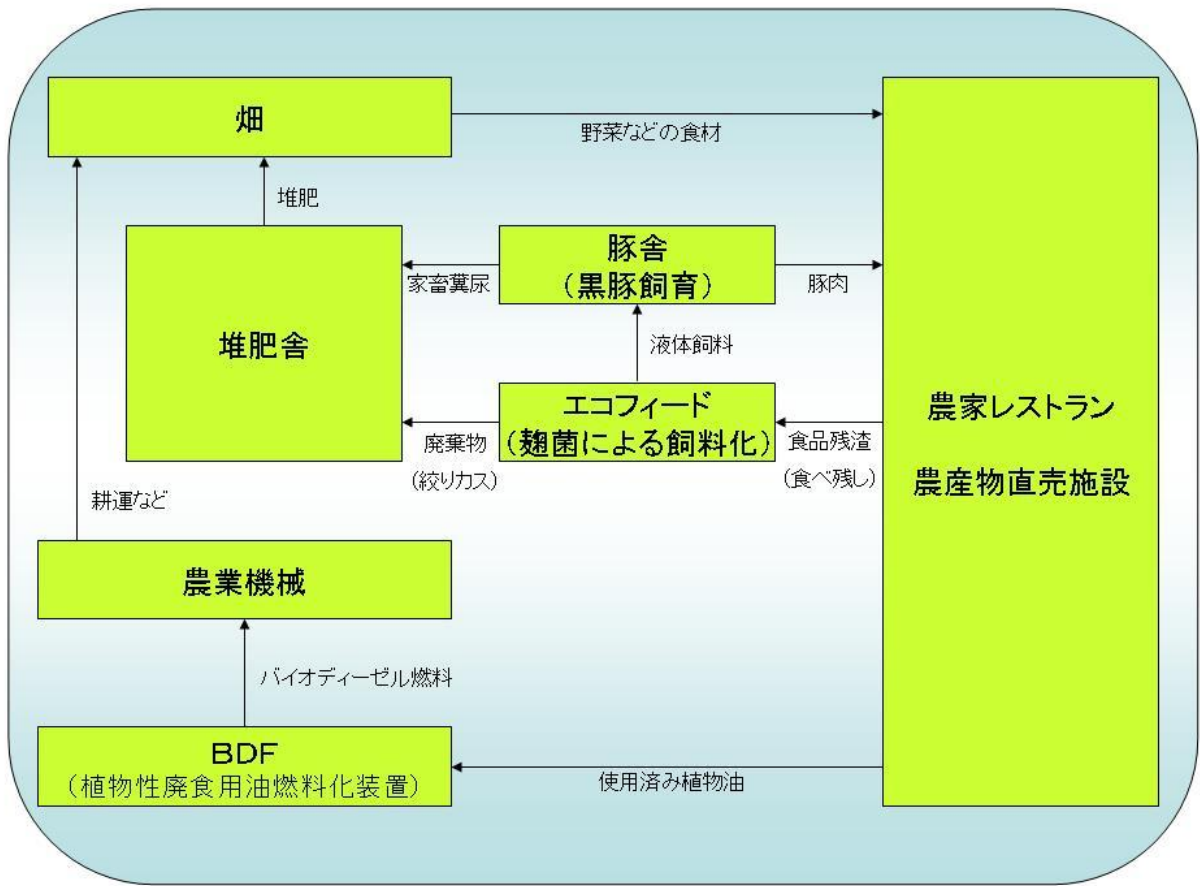 畑
野菜などの食材
堆肥
豚舎
（黒豚飼育）
家畜糞尿
豚肉
堆肥舎
液体飼料
エコフィード
（麹菌による飼料化）
廃棄物
（絞りカス）
食品残渣
（食べ残し）
農家レストラン
農産物直売施設
耕運など
農業機械
バイオディーゼル燃料
BDF
（植物性廃食用油燃料化装置）
使用済み植物油